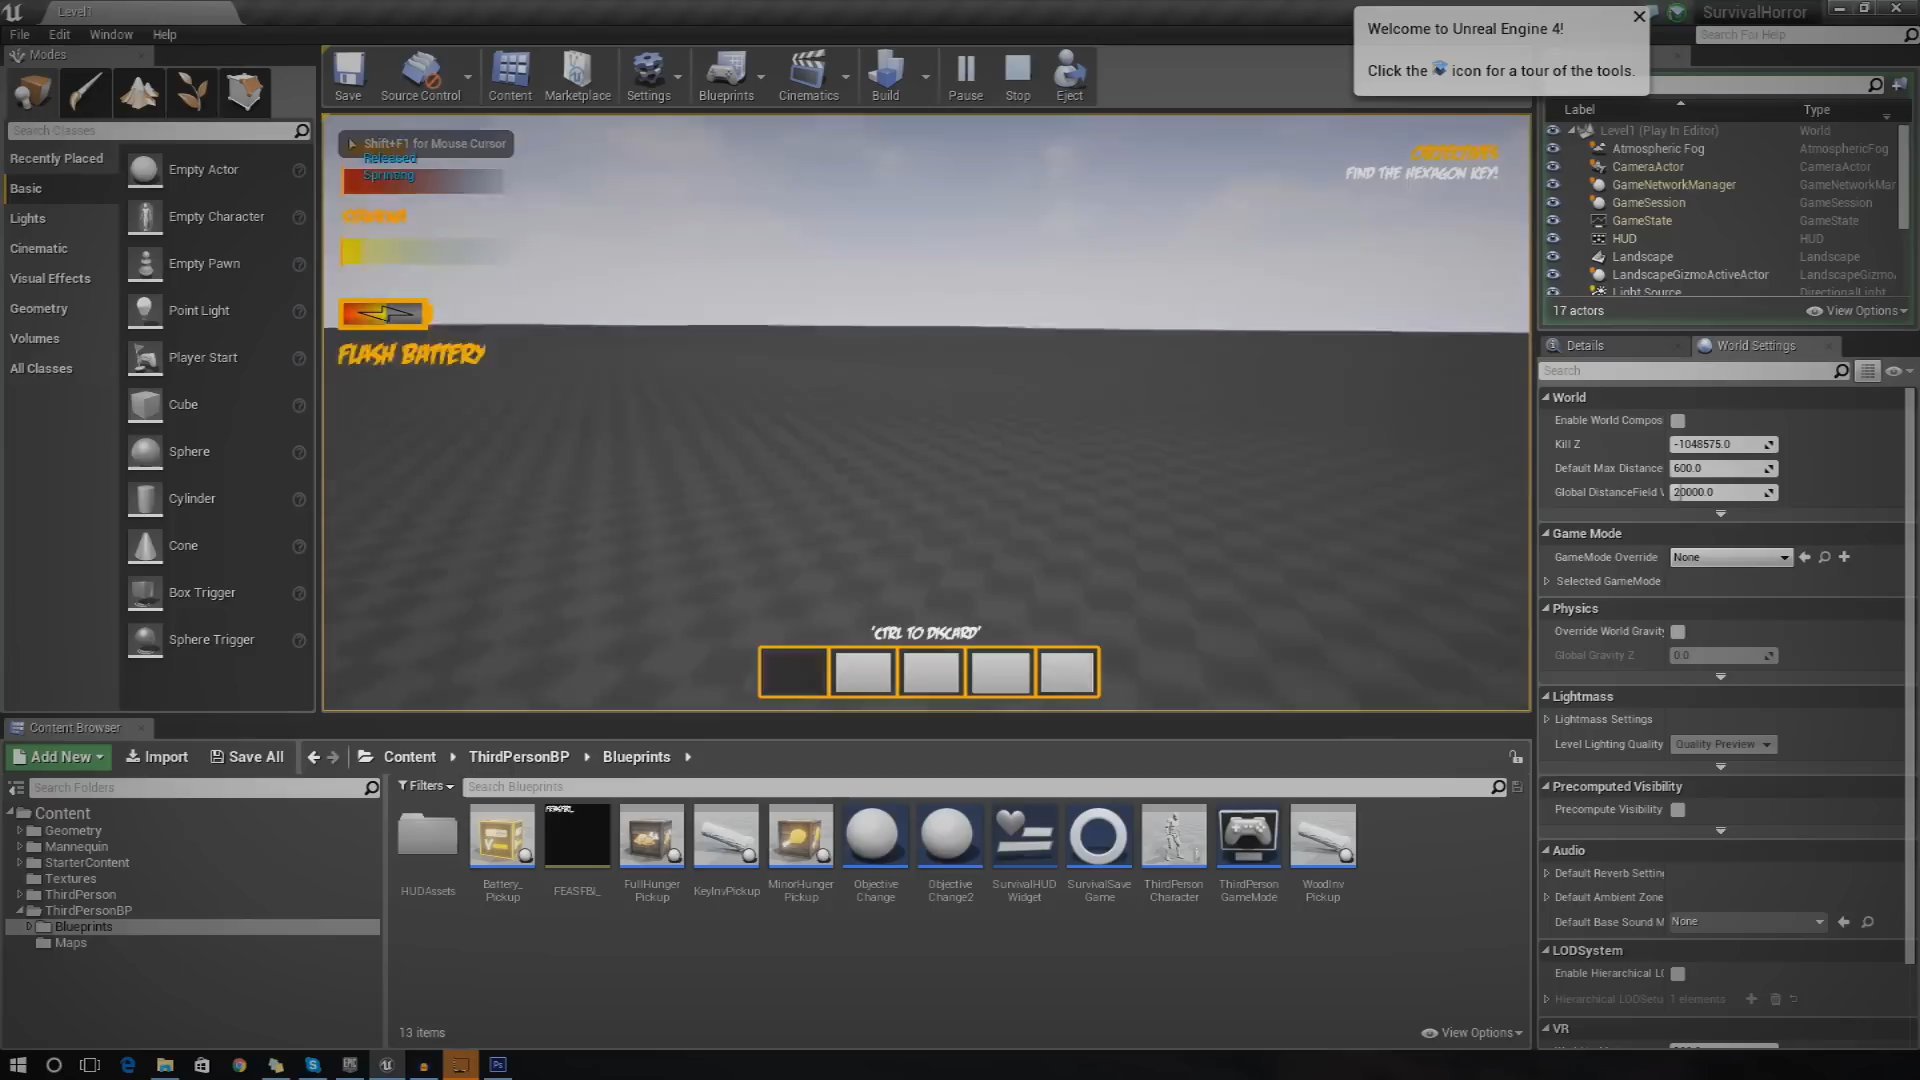 Level1
SurvivalHorror
File Edit Window Help
Search For Help
Welcome to Unreal Engine 4!
Click the icon for a tour of the tools.
Modes
Search Classes
Recently Placed
Basic
Lights
Cinematic
Visual Effects
Geometry
Volumes
All Classes
Empty Actor
Empty Character
Empty Pawn
Point Light
Player Start
Cube
Sphere
Cylinder
Cone
Box Trigger
Sphere Trigger
Save Source Control Content Marketplace Settings Blueprints Cinematics Build Pause Stop Eject
Shift+F1 for Mouse Cursor
Released
Sprinting
OBJECTIVES
FIND THE HEXAGON KEY!
FLASH BATTERY
'CTRL TO DISCARD'
Label Type
Level1 (Play In Editor) World
Atmospheric Fog AtmosphericFog
CameraActor CameraActor
GameNetworkManager GameNetworkMar
GameSession GameSession
GameState GameState
HUD HUD
Landscape Landscape
LandscapeGizmoActiveActor LandscapeGizmo
Light Source DirectionalLight
17 actors View Options
Details World Settings
Search
World
Enable World Compos
Kill Z -1048575.0
Default Max Distance 600.0
Global DistanceField V 20000.0
Game Mode
GameMode Override None
Selected GameMode
Physics
Override World Gravity
Global Gravity Z 0.0
Lightmass
Lightmass Settings
Level Lighting Quality Quality Preview
Precomputed Visibility
Precompute Visibility
Audio
Default Reverb Settin
Default Ambient Zone
Default Base Sound M None
LODSystem
Enable Hierarchical LO
Hierarchical LODSetu 1 elements
VR
Content Browser
Add New Import Save All Content ThirdPersonBP Blueprints
Search Folders
Filters Search Blueprints
Content
Geometry
Mannequin
StarterContent
Textures
ThirdPerson
ThirdPersonBP
Blueprints
Maps
HUDAssets
Battery_
Pickup
FEASFBI_
FullHunger
Pickup
KeyInvPickup
MinorHunger
Pickup
Objective
Change
Objective
Change2
SurvivalHUD
Widget
SurvivalSave
Game
ThirdPerson
Character
ThirdPerson
GameMode
WoodInv
Pickup
13 items View Options